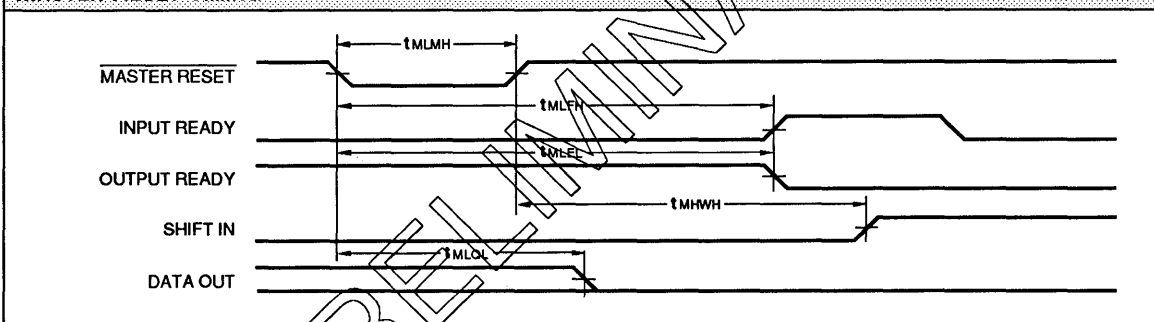 tMLMH
MASTER RESET
tMLFH
INPUT READY
tMLEL
OUTPUT READY
tMHWH
SHIFT IN
tMLQL
DATA OUT